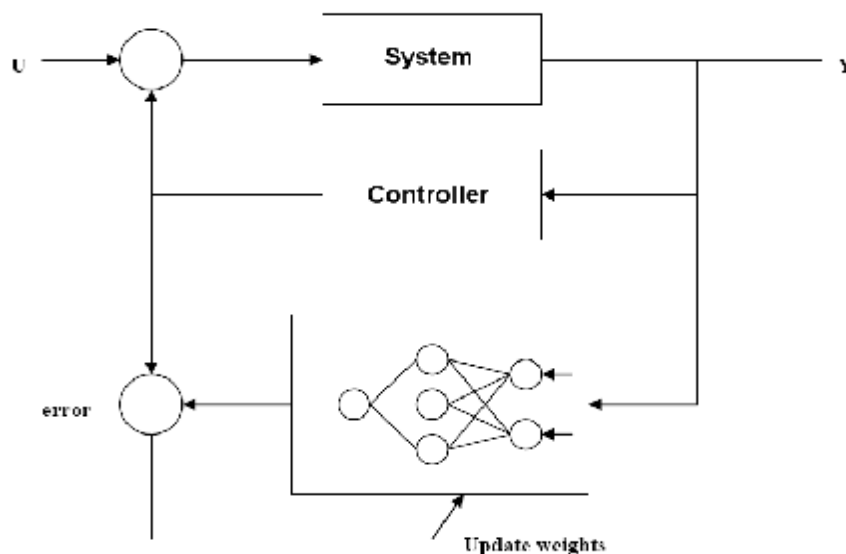 System
U
Y
Controller
error
Update weights